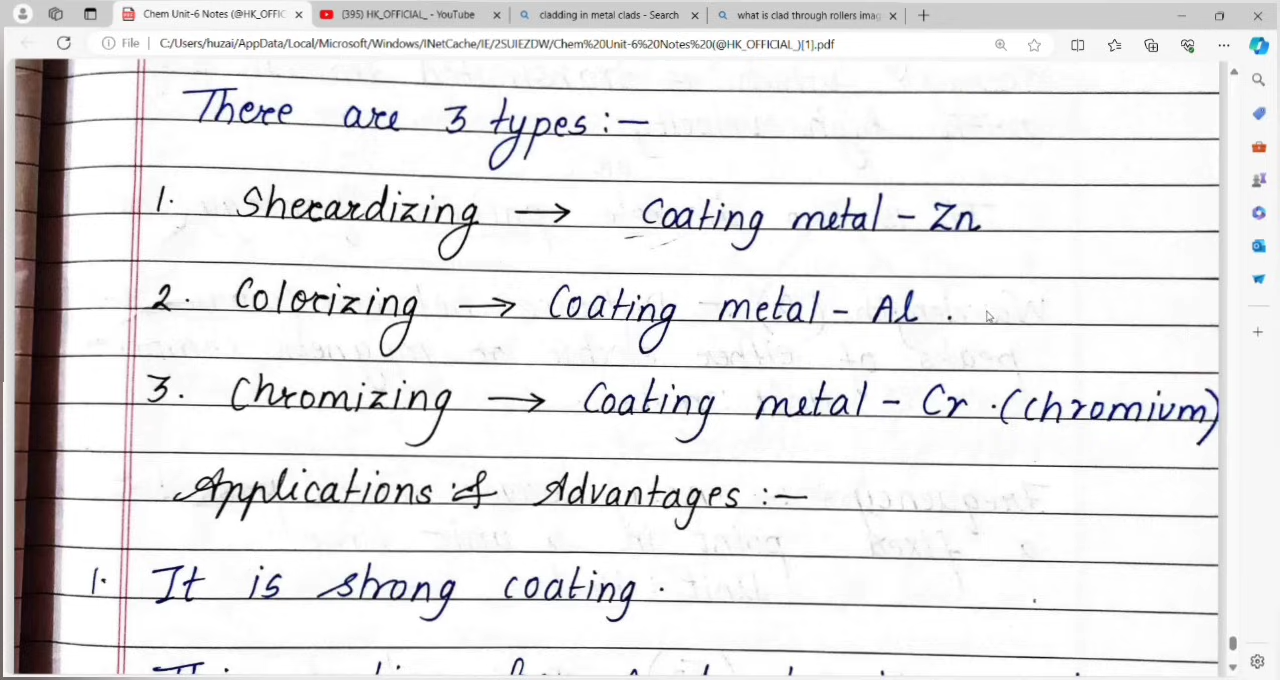 Chem Unit-6 Notes (@HK_OFFIC
(395) HK_OFFICIAL_ - YouTube
cladding in metal clads - Search
what is clad through rollers imag
File
C:/Users/huzai/AppData/Local/Microsoft/Windows/INetCache/IE/2SUIEZDW/Chem%20Unit-6%20Notes%20(@HK_OFFICIAL_)[1].pdf
There are 3 types :-
1. Sherardizing → Coating metal - Zn
2. Colorizing → Coating metal - Al .
3. Chromizing → Coating metal - Cr .(chromium)
Applications & Advantages :-
1. It is strong coating .